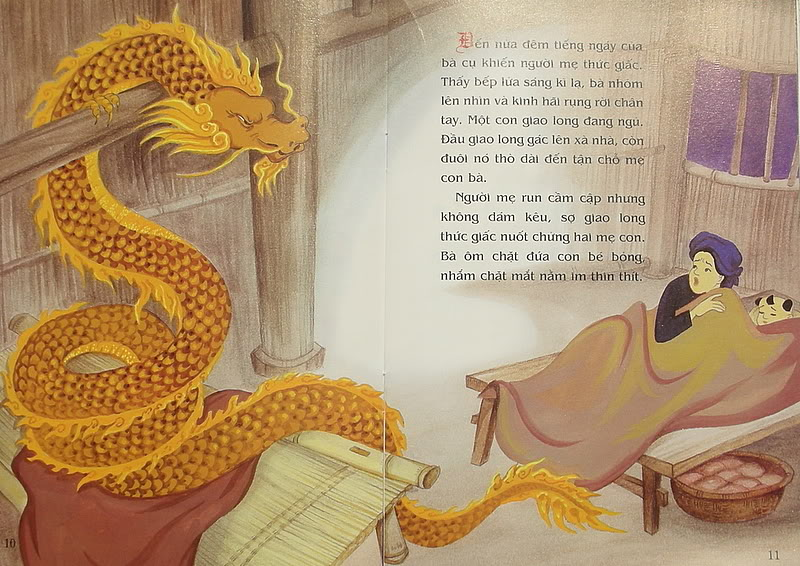 Đến nửa đêm tiếng ngáy của
bà cụ khiến người mẹ thức giấc.
Thấy bếp lửa sáng kì lạ, bà nhỏm
lên nhìn và kinh hãi rụng rời chân
tay. Một con giao long đang ngủ.
Đầu giao long gác lên xà nhà, còn
đuôi nó thò dài đến tận chỗ mẹ
con bà.
Người mẹ run cầm cập nhưng
không dám kêu, sợ giao long
thức giấc nuốt chửng hai mẹ con.
Bà ôm chặt đứa con bé bỏng,
nhắm chặt mắt nằm im thin thít.
10
11